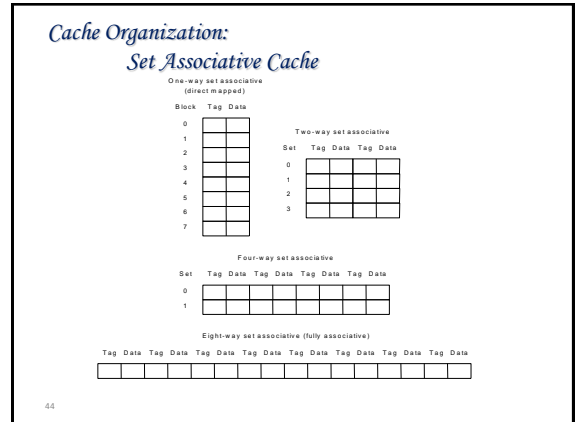 Cache Organization:
Set Associative Cache
One-way set associative
(direct mapped)
Block Tag Data
0
1
2
3
4
5
6
7
Two-way set associative
Set Tag Data Tag Data
0
1
2
3
Four-way set associative
Set Tag Data Tag Data Tag Data Tag Data
0
1
Eight-way set associative (fully associative)
Tag Data Tag Data Tag Data Tag Data Tag Data Tag Data Tag Data Tag Data
44